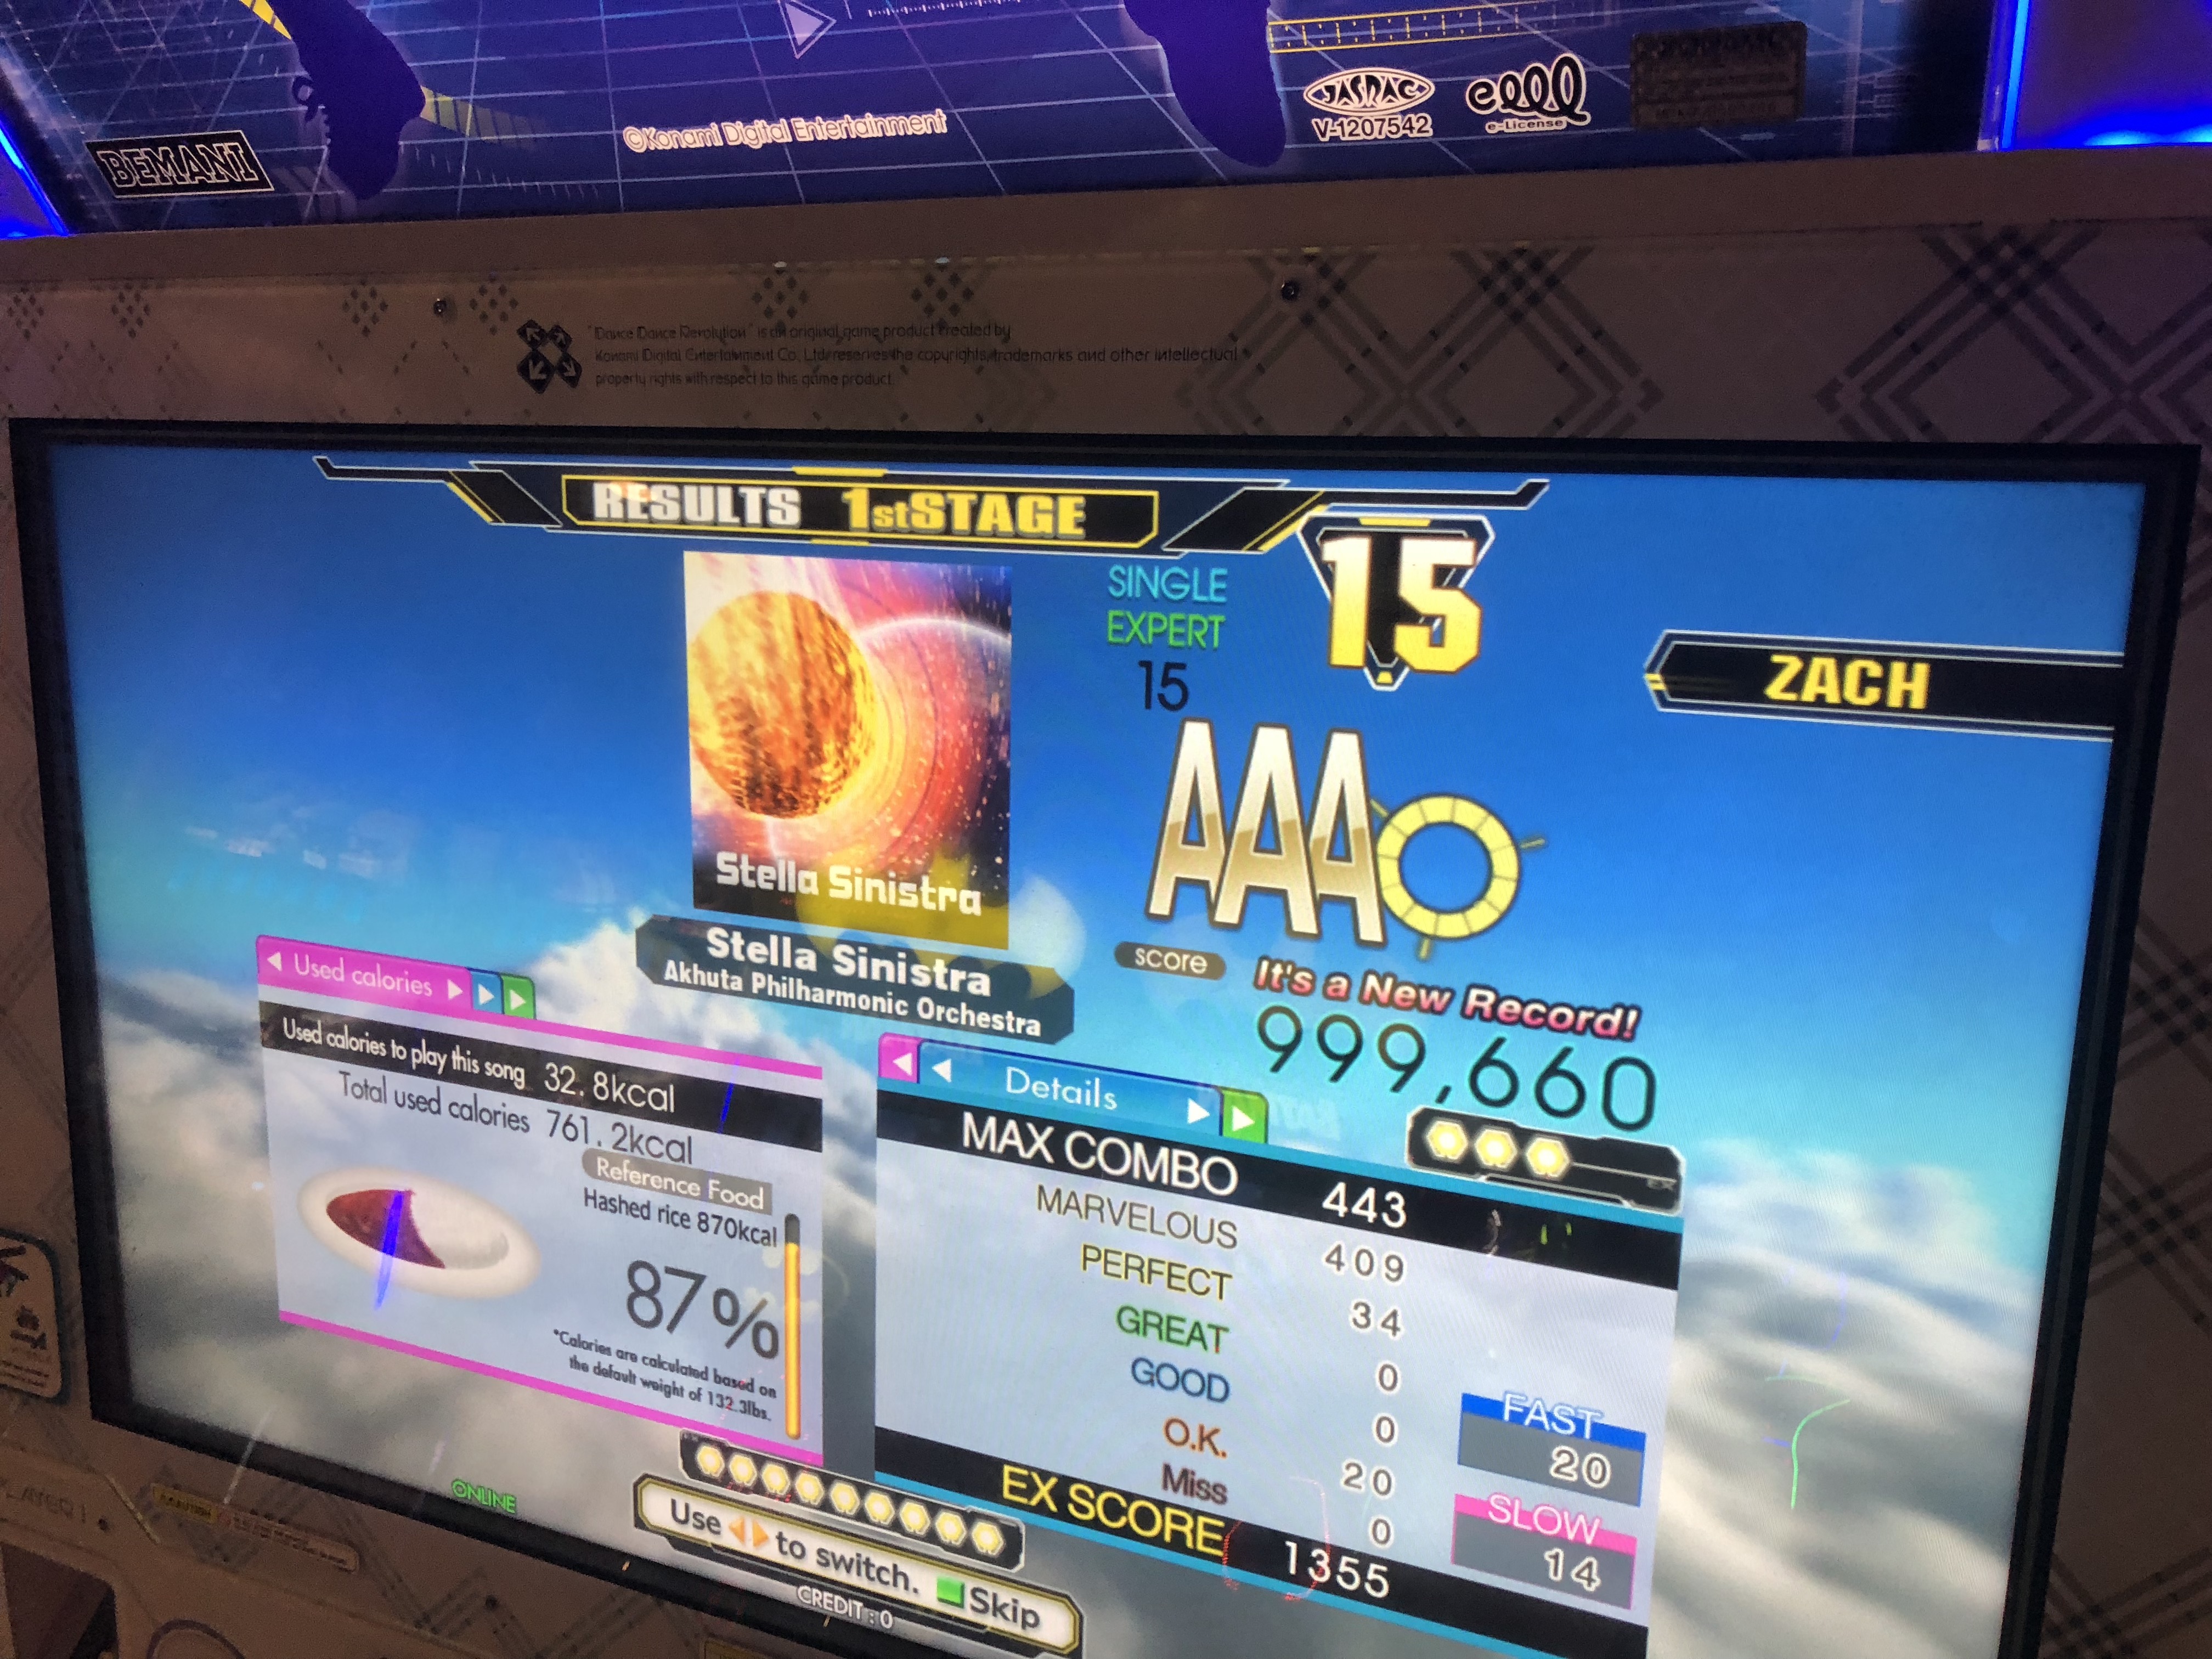 BEMANI
©Konami Digital Entertainment
JASRAC
V-1207542
e-License
"Dance Dance Revolution" is an original game product created by
Konami Digital Entertainment Co., Ltd. reserves the copyrights, trademarks and other intellectual
property rights with respect to this game product.
RESULTS 1stSTAGE
SINGLE
EXPERT
15
15
ZACH
AAA
Stella Sinistra
Stella Sinistra
Akhuta Philharmonic Orchestra
score
It's a New Record!
999,660
Used calories
Used calories to play this song 32.8kcal
Total used calories 761.2kcal
Reference Food
Hashed rice 870kcal
87%
*Calories are calculated based on
the default weight of 132.3lbs.
Details
MAX COMBO 443
MARVELOUS 409
PERFECT 34
GREAT 0
GOOD 0
O.K. 20
Miss 0
EX SCORE 1355
FAST
20
SLOW
14
EX
ONLINE
Use to switch. Skip
CREDIT : 0
PLAYER 1